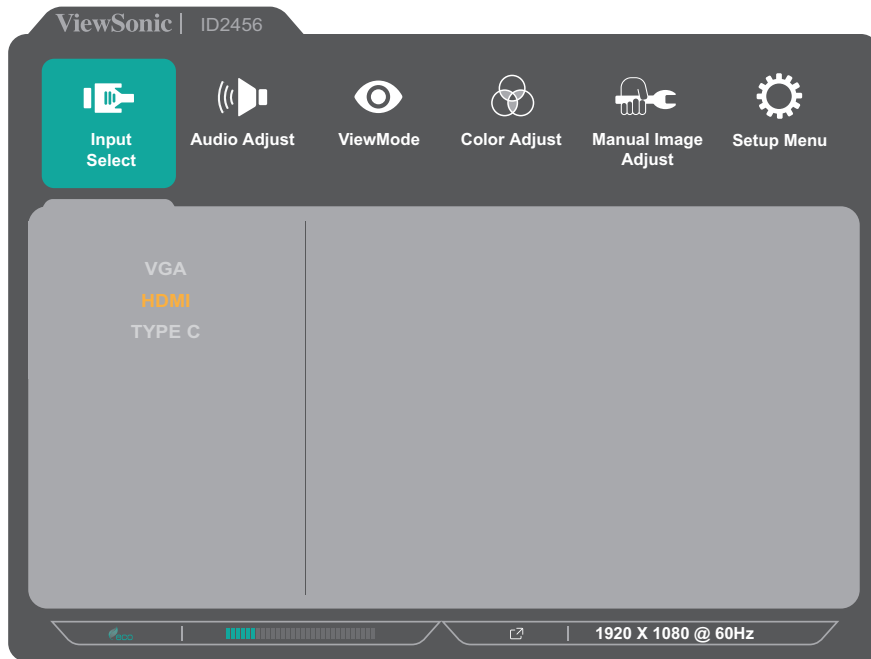 ViewSonic | ID2456
Input
Select
Audio Adjust
ViewMode
Color Adjust
Manual Image
Adjust
Setup Menu
VGA
HDMI
TYPE C
eco
1920 X 1080 @ 60Hz